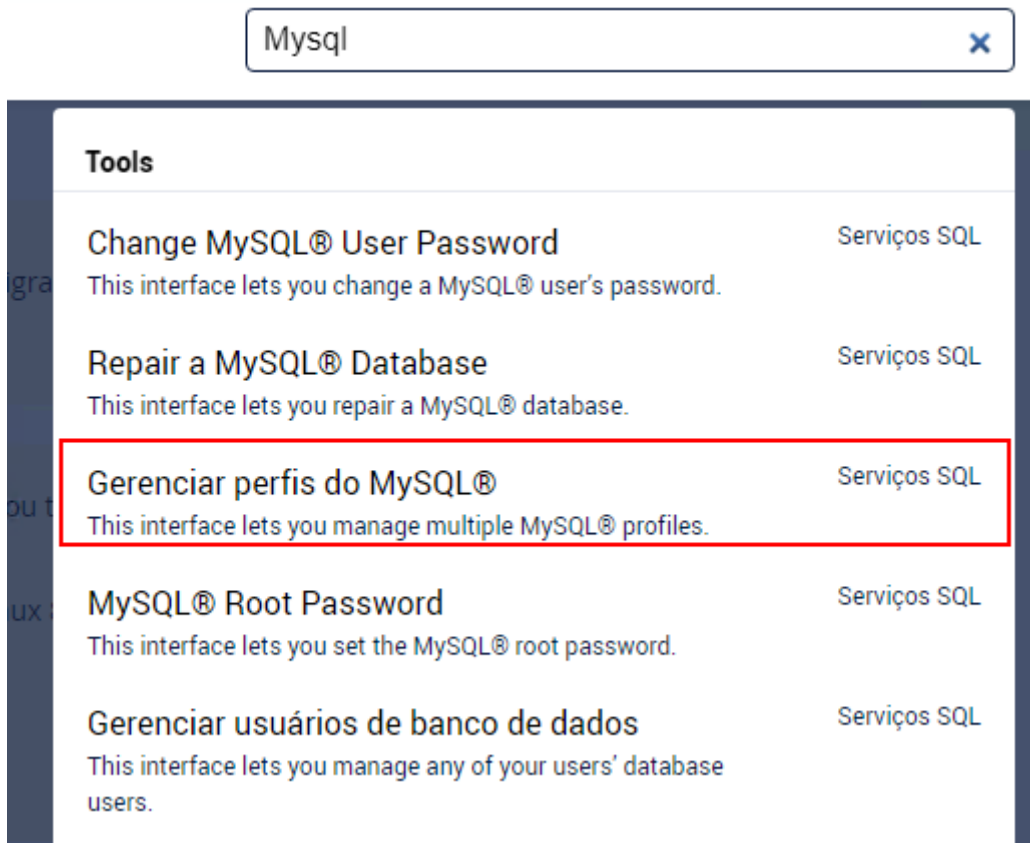 Mysql
Tools
Change MySQL® User Password
Serviços SQL
This interface lets you change a MySQL® user's password.
Repair a MySQL® Database
Serviços SQL
This interface lets you repair a MySQL® database.
Gerenciar perfis do MySQL®
Serviços SQL
This interface lets you manage multiple MySQL® profiles.
MySQL® Root Password
Serviços SQL
This interface lets you set the MySQL® root password.
Gerenciar usuários de banco de dados
Serviços SQL
This interface lets you manage any of your users' database
users.